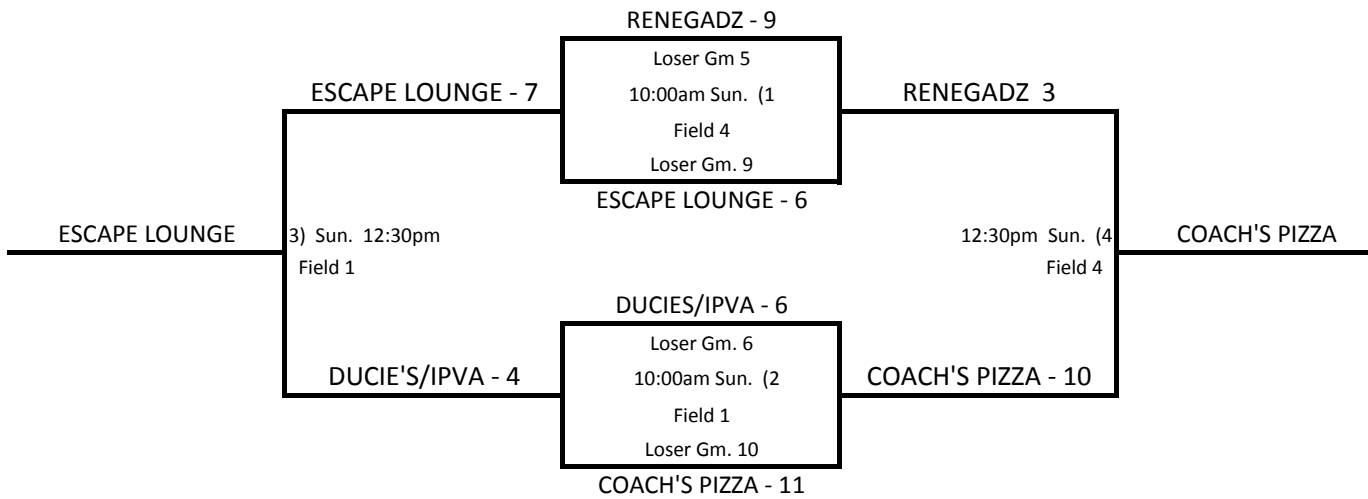 RENEGADZ - 9
Loser Gm 5
ESCAPE LOUNGE - 7
10:00am Sun. (1
RENEGADZ 3
Field 4
Loser Gm. 9
ESCAPE LOUNGE - 6
ESCAPE LOUNGE
3) Sun. 12:30pm
12:30pm Sun. (4
COACH'S PIZZA
Field 1
Field 4
DUCIES/IPVA - 6
Loser Gm. 6
DUCIE'S/IPVA - 4
10:00am Sun. (2
COACH'S PIZZA - 10
Field 1
Loser Gm. 10
COACH'S PIZZA - 11